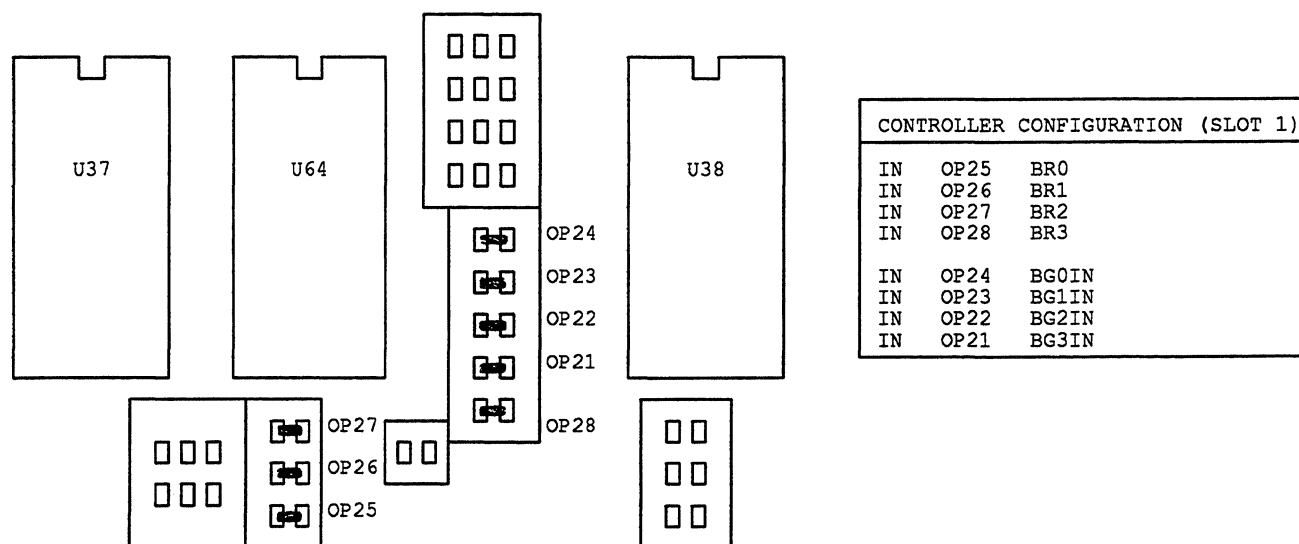 U37
U64
U38
OP24
OP23
OP22
OP21
OP28
OP27
OP26
OP25
CONTROLLER CONFIGURATION (SLOT 1)
IN OP25 BR0
IN OP26 BR1
IN OP27 BR2
IN OP28 BR3
IN OP24 BG0IN
IN OP23 BG1IN
IN OP22 BG2IN
IN OP21 BG3IN